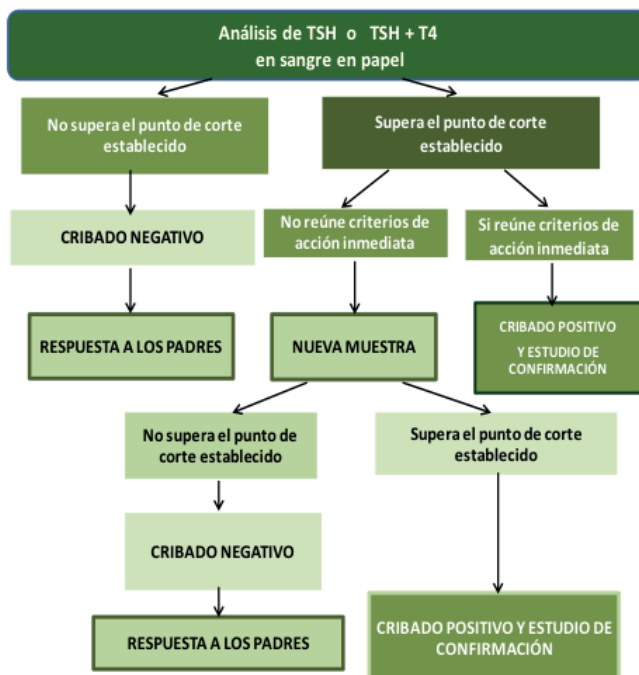 Análisis de TSH o TSH + T4
en sangre en papel
No supera el punto de corte
establecido
Supera el punto de corte
establecido
CRIBADO NEGATIVO
No reúne criterios de
acción inmediata
Si reúne criterios de
acción inmediata
RESPUESTA A LOS PADRES
NUEVA MUESTRA
CRIBADO POSITIVO
Y ESTUDIO DE
CONFIRMACIÓN
No supera el punto de
corte establecido
Supera el punto de corte
establecido
CRIBADO NEGATIVO
RESPUESTA A LOS PADRES
CRIBADO POSITIVO Y ESTUDIO DE
CONFIRMACIÓN